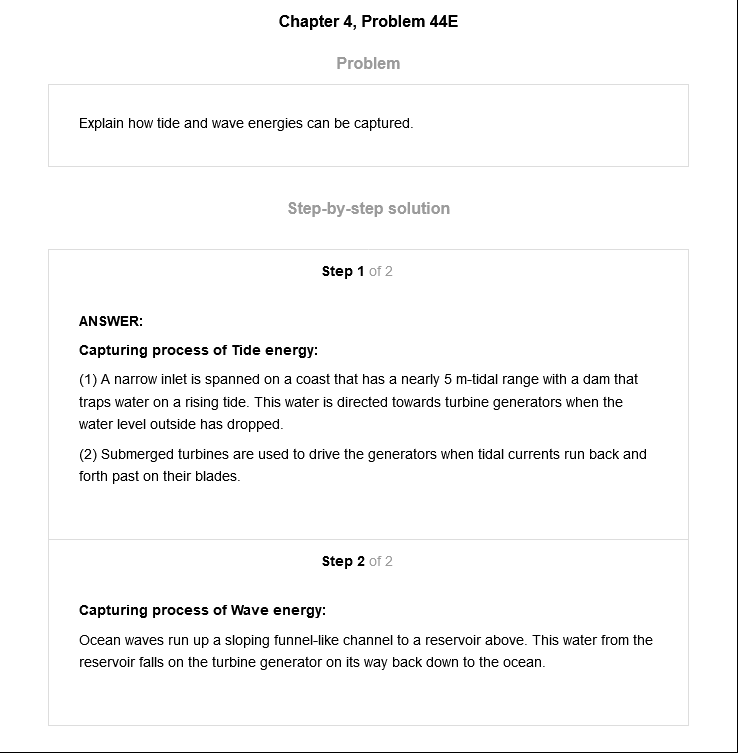 Chapter 4, Problem 44E
Problem
Explain how tide and wave energies can be captured.
Step-by-step solution
Step 1 of 2
ANSWER:
Capturing process of Tide energy:
(1) A narrow inlet is spanned on a coast that has a nearly 5 m-tidal range with a dam that
traps water on a rising tide. This water is directed towards turbine generators when the
water level outside has dropped.
(2) Submerged turbines are used to drive the generators when tidal currents run back and
forth past on their blades.
Step 2 of 2
Capturing process of Wave energy:
Ocean waves run up a sloping funnel-like channel to a reservoir above. This water from the
reservoir falls on the turbine generator on its way back down to the ocean.